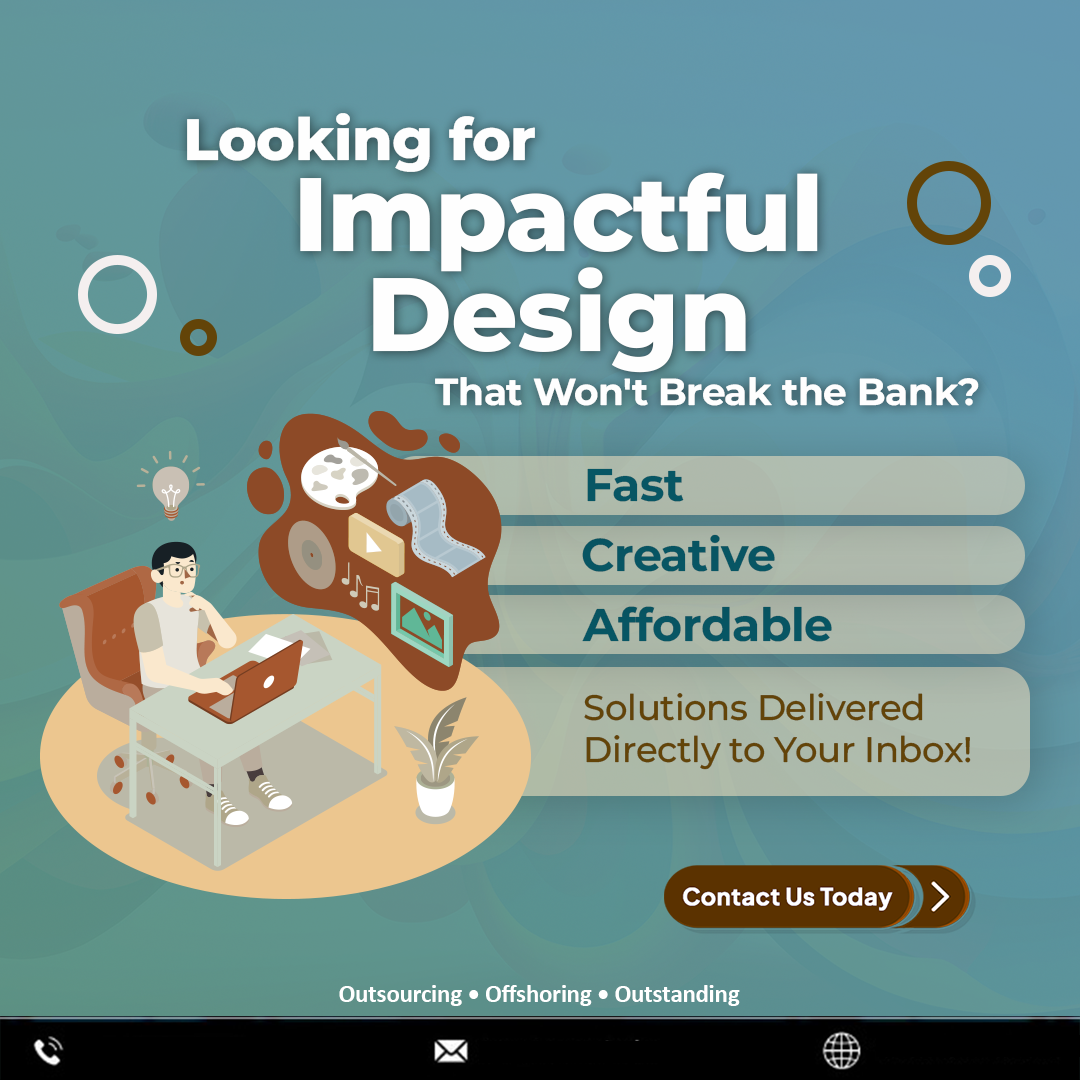 Looking for
Impactful
Design
That Won't Break the Bank?
Fast
Creative
Affordable
Solutions Delivered
Directly to Your Inbox!
Contact Us Today
Outsourcing • Offshoring • Outstanding